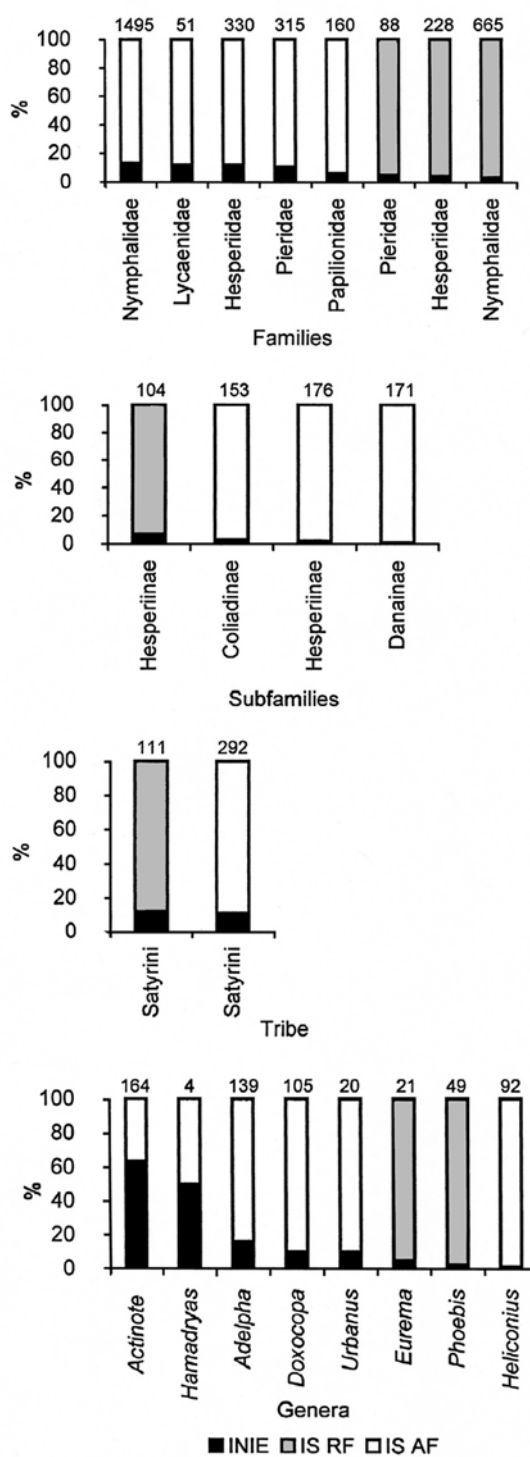 1495 51 330 315 160 88 228 665
100
80
60
40
20
0
%
Nymphalidae
Lycaenidae
Hesperiidae
Pieridae
Papilionidae
Pieridae
Hesperiidae
Nymphalidae
Families
104 153 176 171
100
80
60
40
20
0
%
Hesperiinae
Coliadinae
Hesperiinae
Danainae
Subfamilies
111 292
100
80
60
40
20
0
%
Satyrini
Satyrini
Tribe
164 4 139 105 20 21 49 92
100
80
60
40
20
0
%
Actinote
Hamadryas
Adelpha
Doxocopa
Urbanus
Eurema
Phoebis
Heliconius
Genera
INIE IS RF IS AF